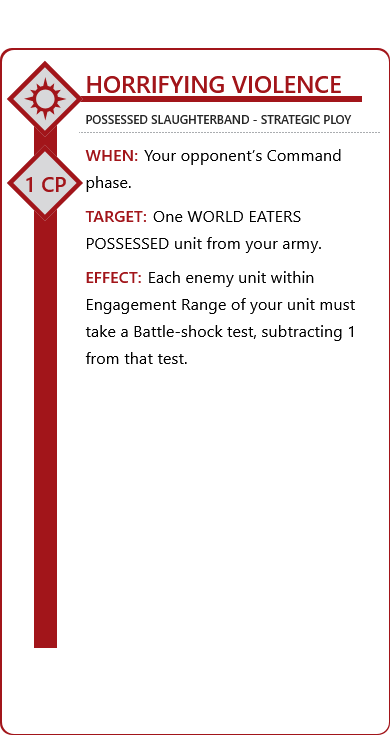 HORRIFYING VIOLENCE
POSSESSED SLAUGHTERBAND - STRATEGIC PLOY
1 CP
WHEN: Your opponent's Command
phase.
TARGET: One WORLD EATERS
POSSESSED unit from your army.
EFFECT: Each enemy unit within
Engagement Range of your unit must
take a Battle-shock test, subtracting 1
from that test.